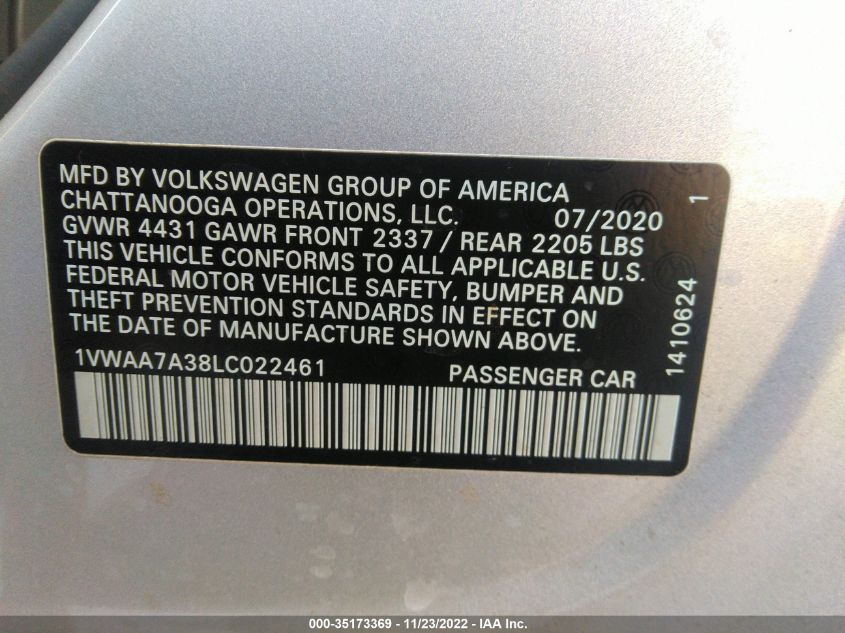 MFD BY VOLKSWAGEN GROUP OF AMERICA
CHATTANOOGA OPERATIONS, LLC. 07/2020
GVWR 4431 GAWR FRONT 2337 / REAR 2205 LBS
THIS VEHICLE CONFORMS TO ALL APPLICABLE U.S.
FEDERAL MOTOR VEHICLE SAFETY, BUMPER AND
THEFT PREVENTION STANDARDS IN EFFECT ON
THE DATE OF MANUFACTURE SHOWN ABOVE.
1VWAA7A38LC022461 PASSENGER CAR
1410624 1
000-35173369 - 11/23/2022 - IAA Inc.